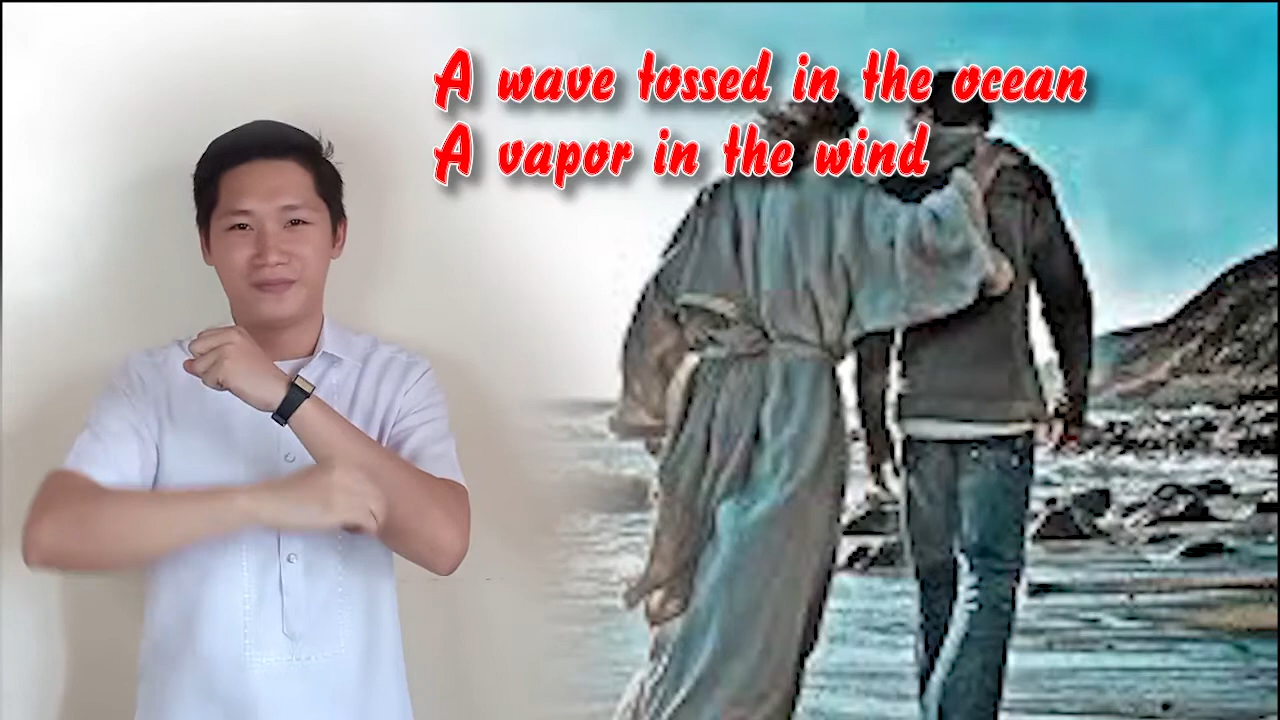 A wave tossed in the ocean
A vapor in the wind